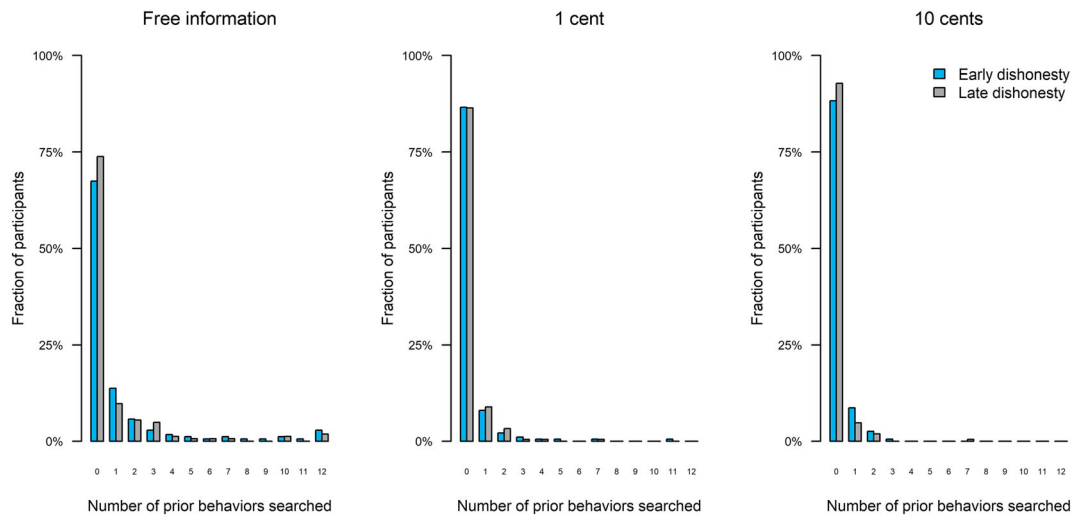 Free information
1 cent
10 cents
Early dishonesty
Late dishonesty
Fraction of participants
100%
75%
50%
25%
0%
0 1 2 3 4 5 6 7 8 9 10 11 12
Number of prior behaviors searched
Fraction of participants
100%
75%
50%
25%
0%
0 1 2 3 4 5 6 7 8 9 10 11 12
Number of prior behaviors searched
Fraction of participants
100%
75%
50%
25%
0%
0 1 2 3 4 5 6 7 8 9 10 11 12
Number of prior behaviors searched